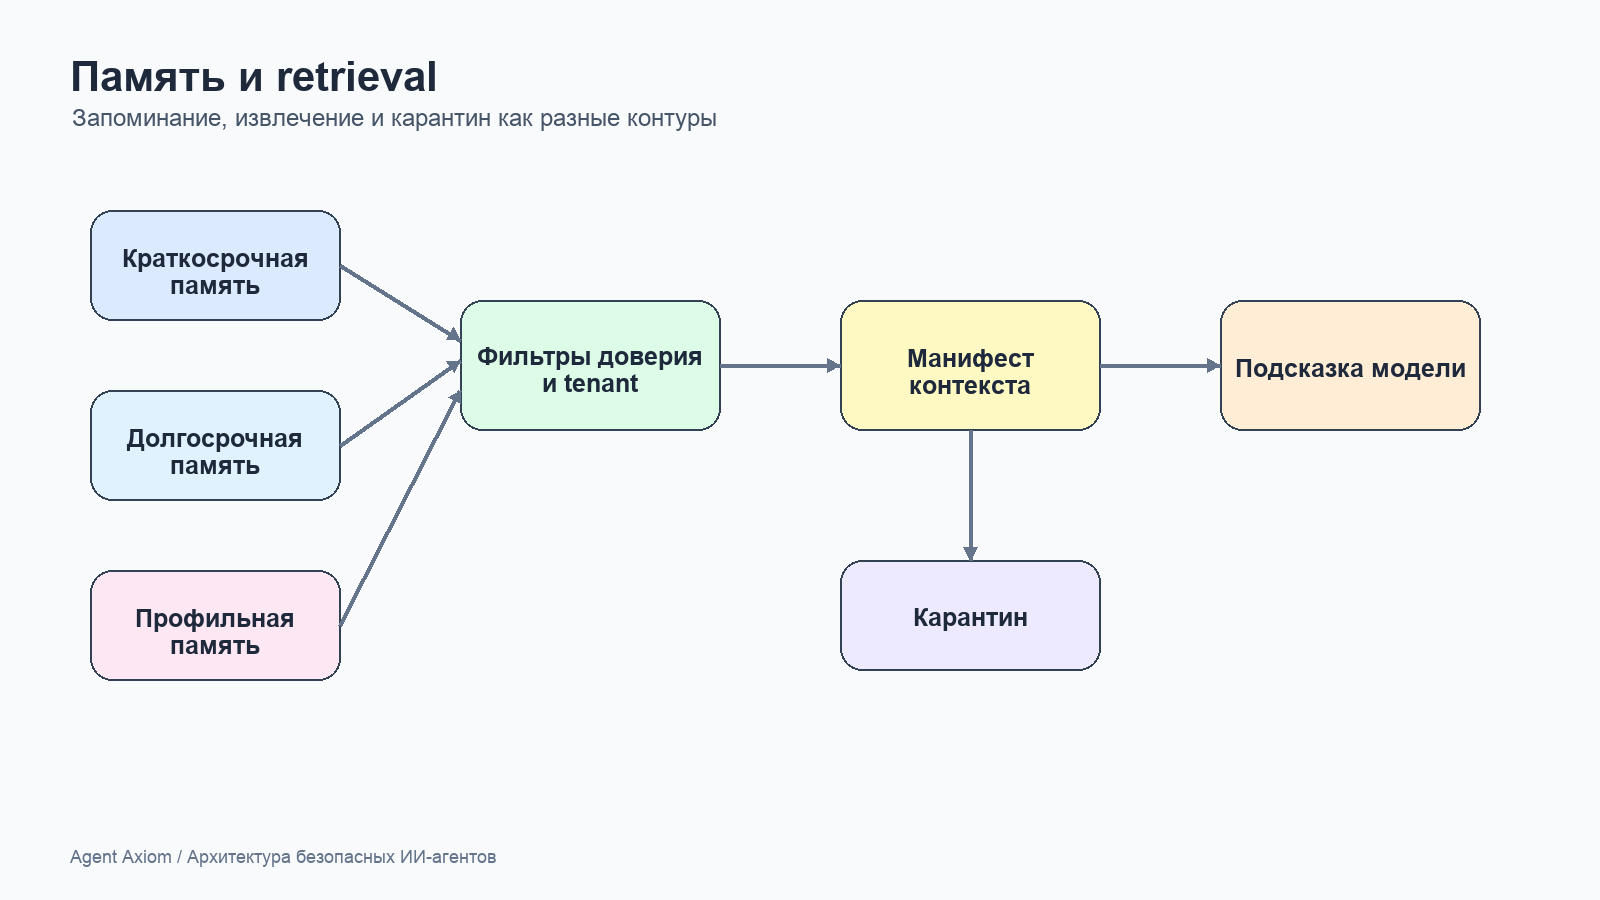 Память и retrieval
Запоминание, извлечение и карантин как разные контуры
Краткосрочная
память
Долгосрочная
память
Профильная
память
Фильтры доверия
и tenant
Манифест
контекста
Подсказка модели
Карантин
Agent Axiom / Архитектура безопасных ИИ-агентов